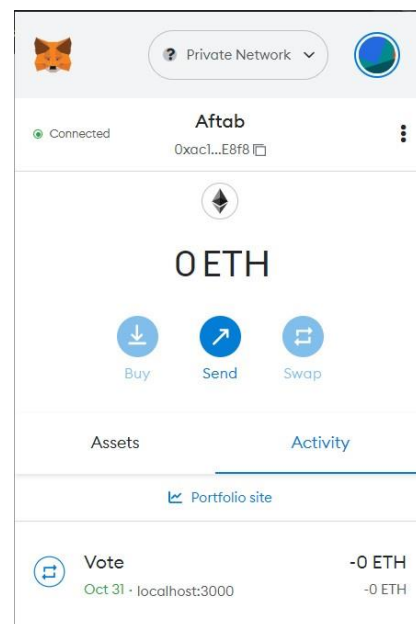 Private Network
Connected
Aftab
0xac1...E8f8
0 ETH
Buy Send Swap
Assets Activity
Portfolio site
Vote -0 ETH
Oct 31 · localhost:3000 -0 ETH